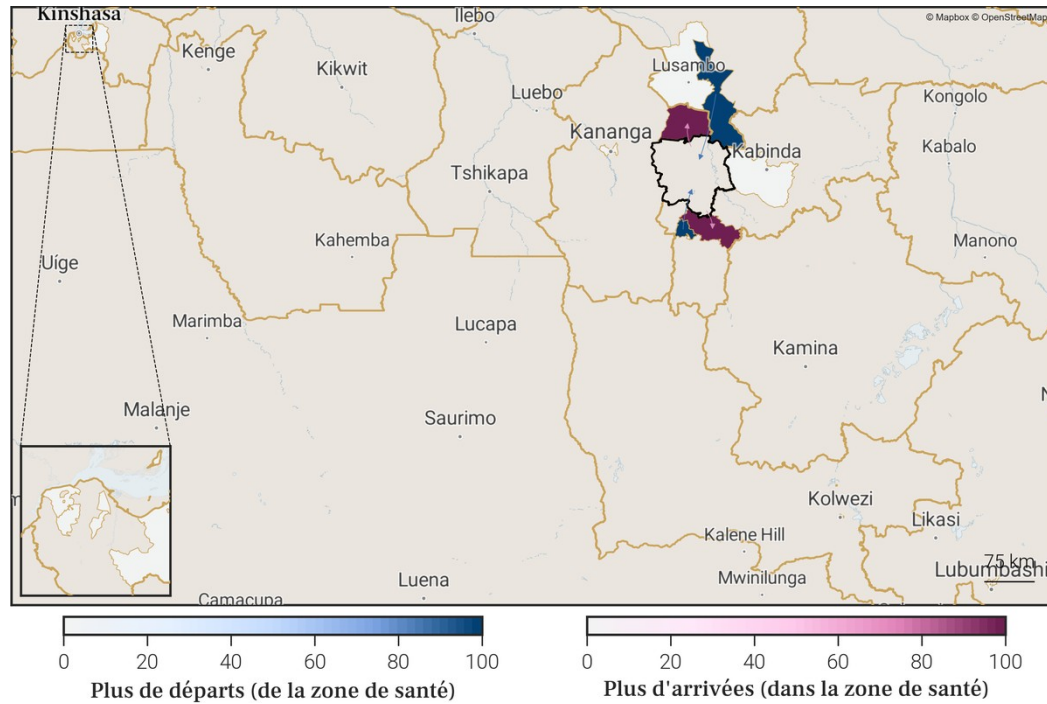 Kinshasa
Ilebo
© Mapbox © OpenStreetMap
Kenge
Kikwit
Lusambo
Luebo
Kongolo
Kananga
Kabinda
Kabalo
Tshikapa
Kahemba
Manono
Uíge
Marimba
Lucapa
Kamina
Malanje
Saurimo
Kolwezi
Likasi
Kalene Hill
75 km
Luena
Mwinilunga
Lubumbashi
Camacupa
0 20 40 60 80 100
Plus de départs (de la zone de santé)
0 20 40 60 80 100
Plus d'arrivées (dans la zone de santé)